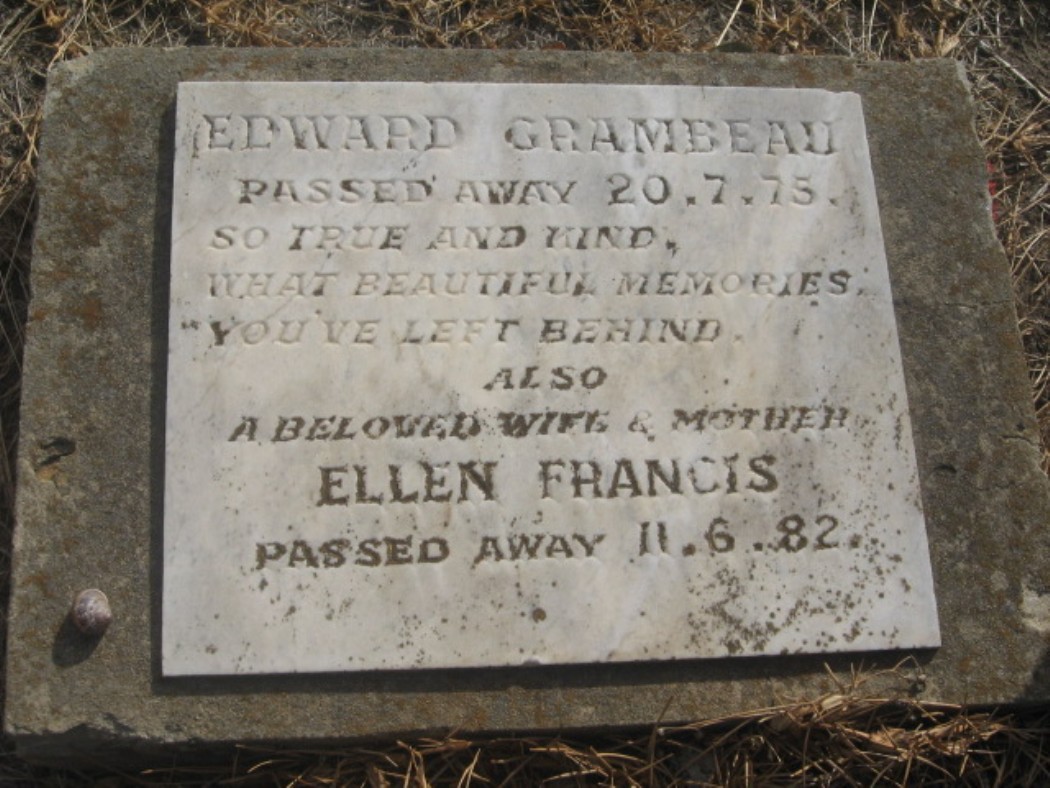 EDWARD GRAMBEAU
PASSED AWAY 20.7.75.
SO TRUE AND KIND,
WHAT BEAUTIFUL MEMORIES,
YOU'VE LEFT BEHIND.
ALSO
A BELOVED WIFE & MOTHER
ELLEN FRANCIS
PASSED AWAY 11.6.82.